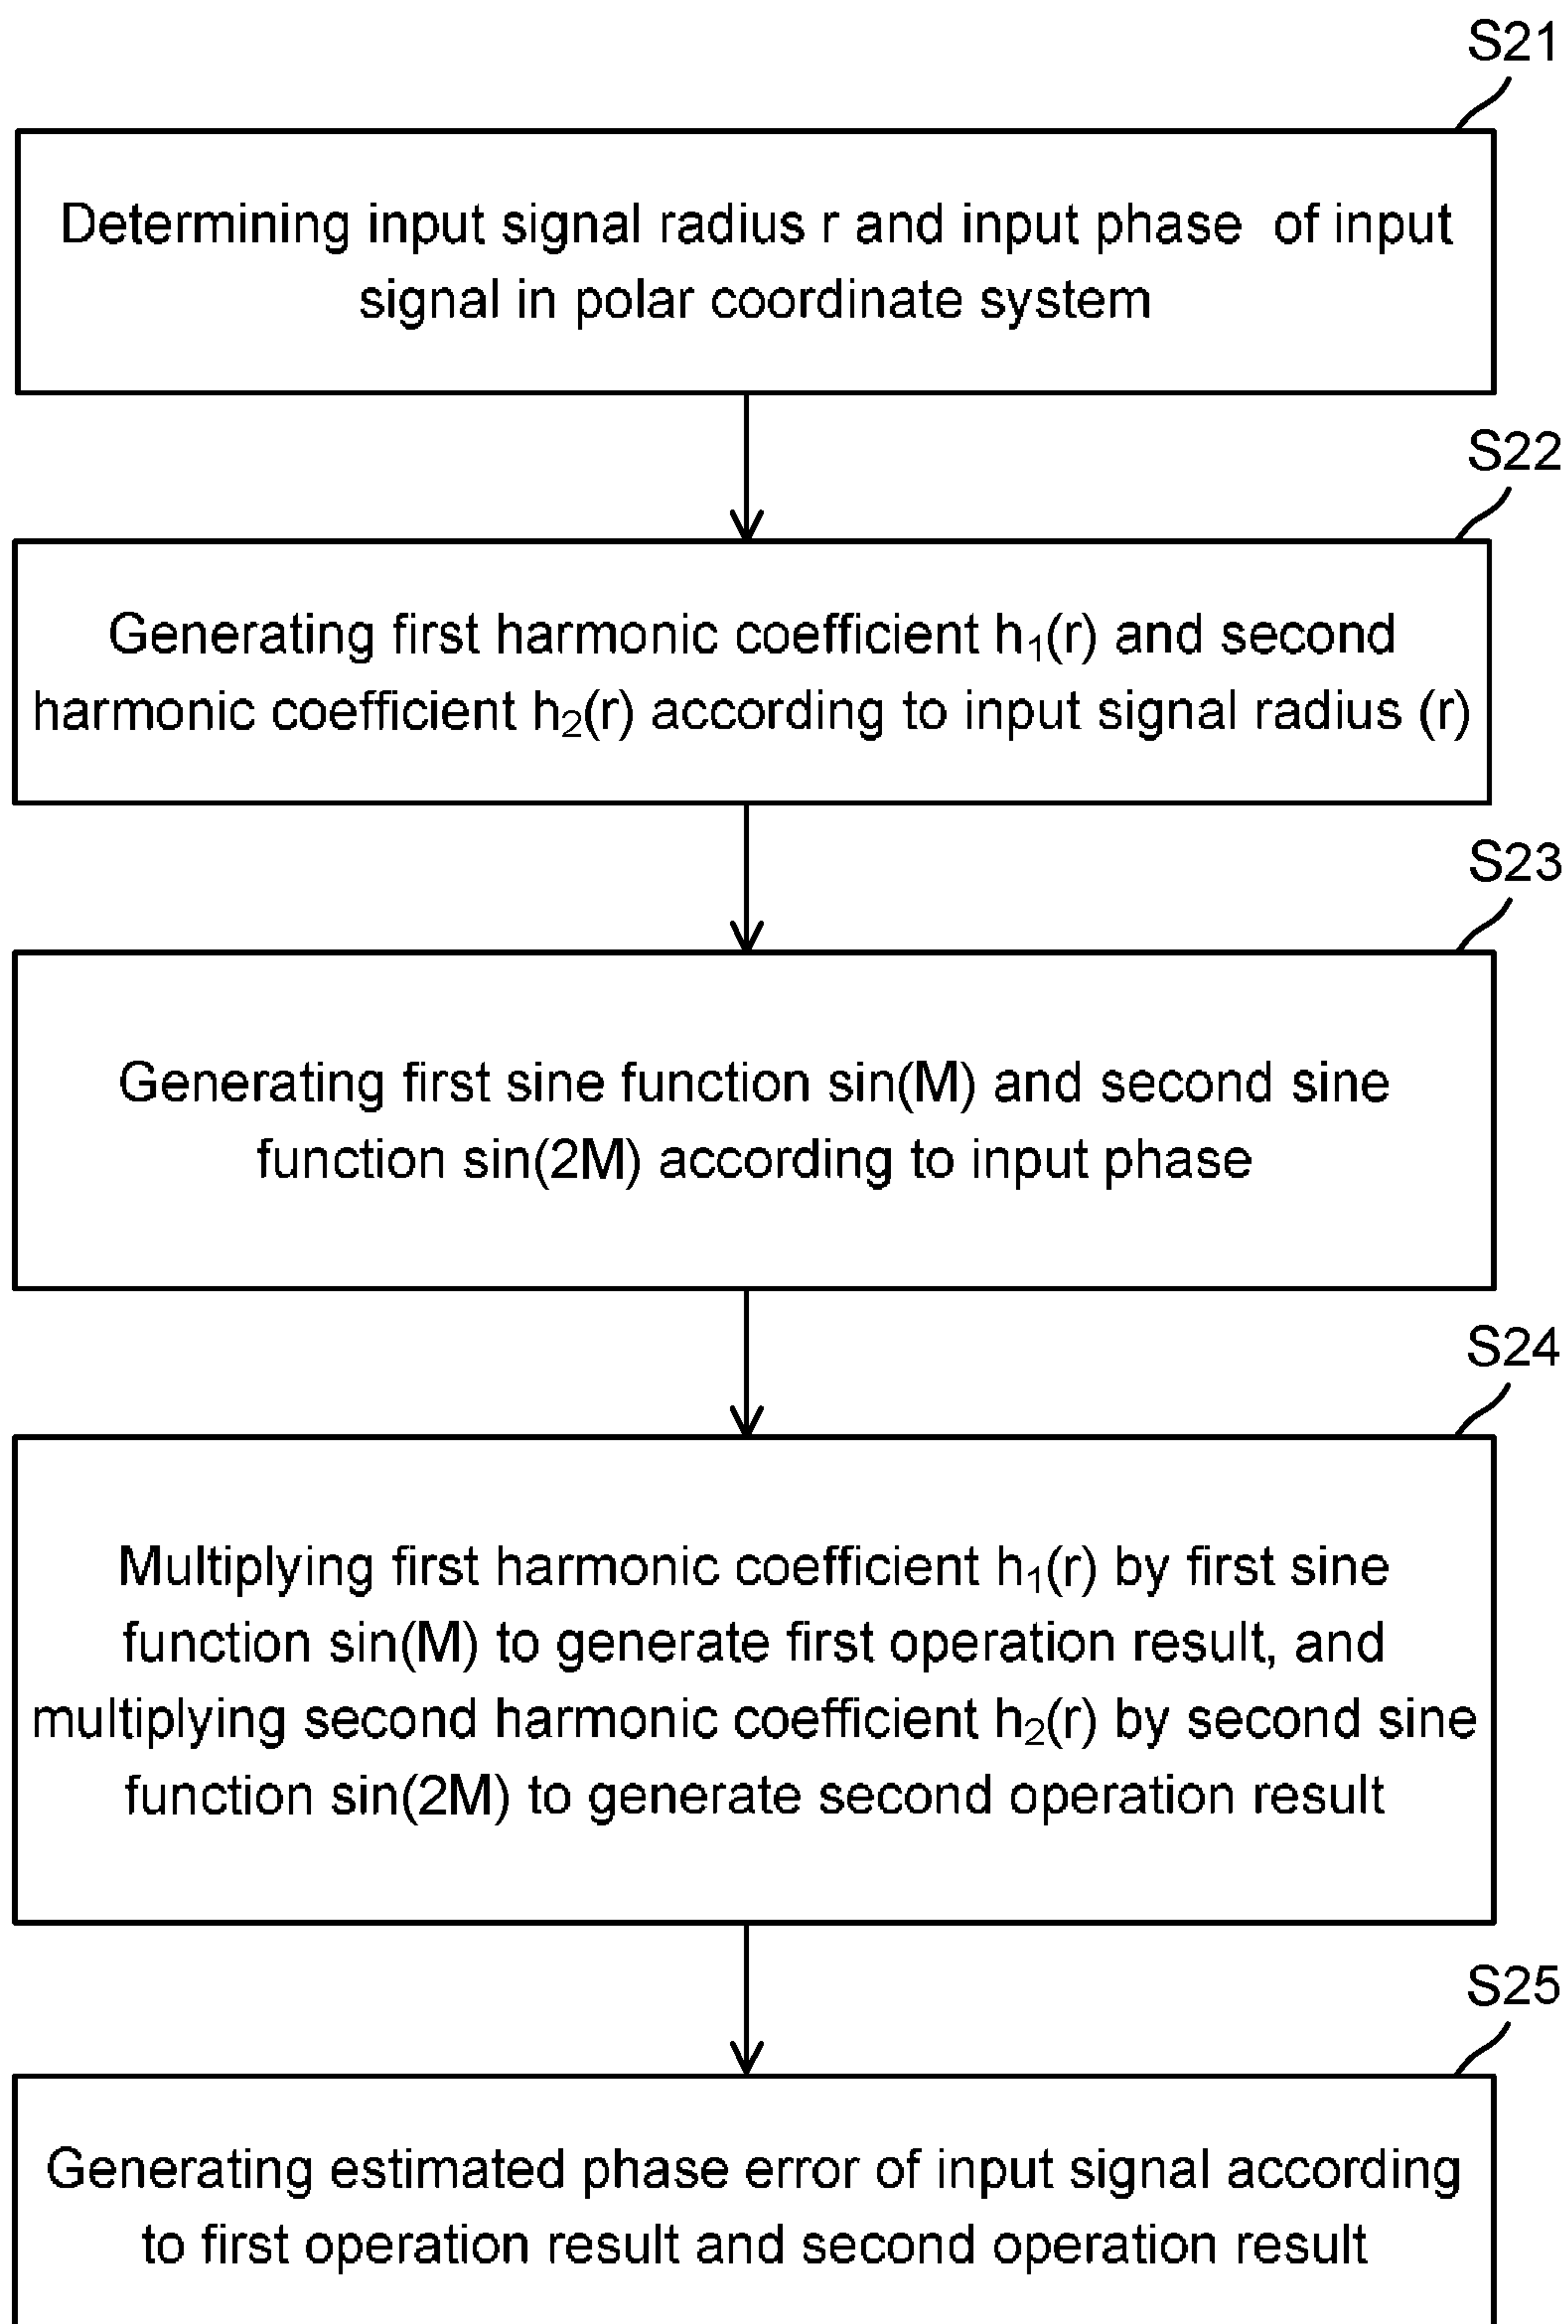 S21
Determining input signal radius r and input phase of input
signal in polar coordinate system
S22
Generating first harmonic coefficient h₁(r) and second
harmonic coefficient h₂(r) according to input signal radius (r)
S23
Generating first sine function sin(M) and second sine
function sin(2M) according to input phase
S24
Multiplying first harmonic coefficient h₁(r) by first sine
function sin(M) to generate first operation result, and
multiplying second harmonic coefficient h₂(r) by second sine
function sin(2M) to generate second operation result
S25
Generating estimated phase error of input signal according
to first operation result and second operation result